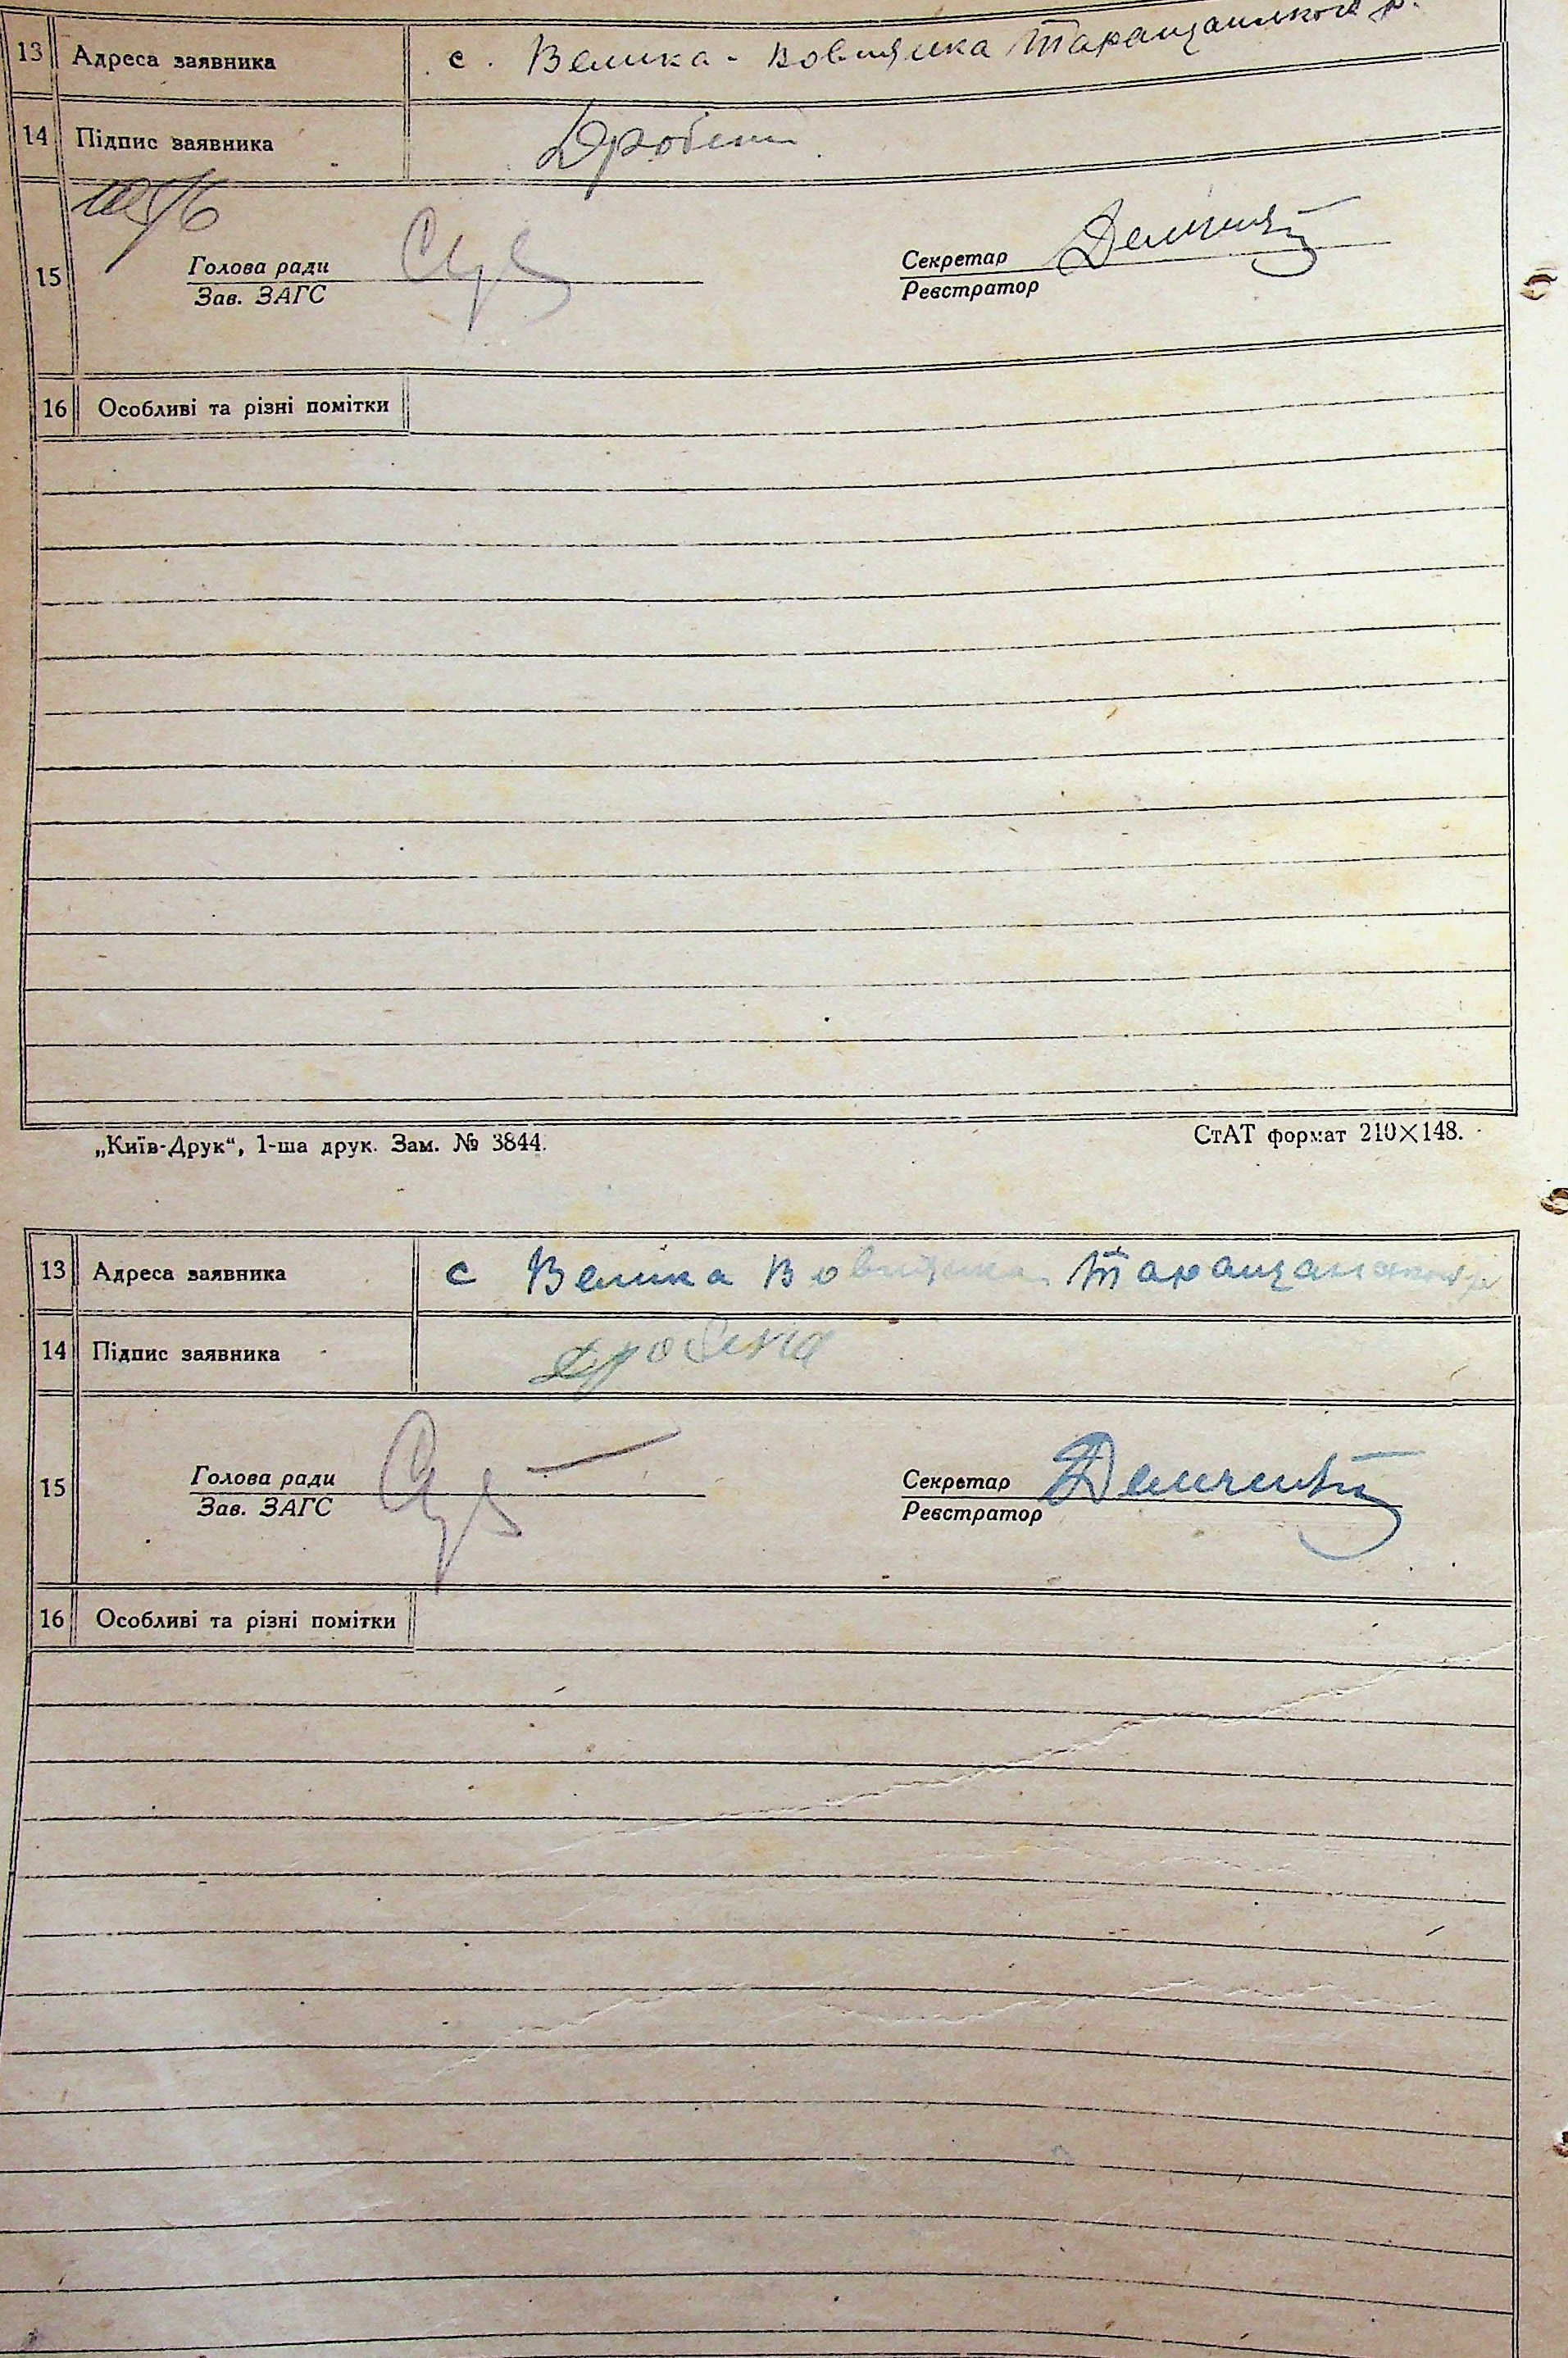 13 Адреса заявника с. Велика-Вовнянка Таращанського р.
14 Підпис заявника
15
Голова ради Секретар
Зав. ЗАГС Реєстратор
16 Особливі та різні помітки
„Київ-Друк“, 1-ша друк. Зам. № 3844. СтАТ формат 210×148.
13 Адреса заявника с Велика Вовнянка Таращанського р
14 Підпис заявника
15
Голова ради Секретар
Зав. ЗАГС Реєстратор
16 Особливі та різні помітки